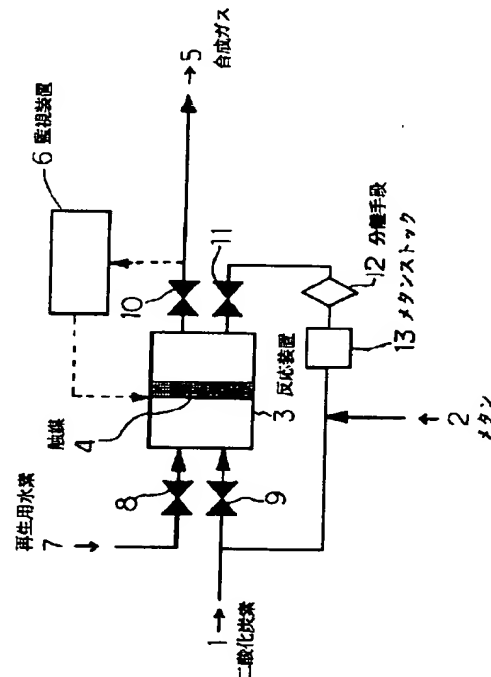 6 監視装置
→5
合成ガス
10
11
12 分離手段
13 メタンストック
触媒
4
3
反応装置
再生用水素
7
8
9
1→
二酸化炭素
2
メタン